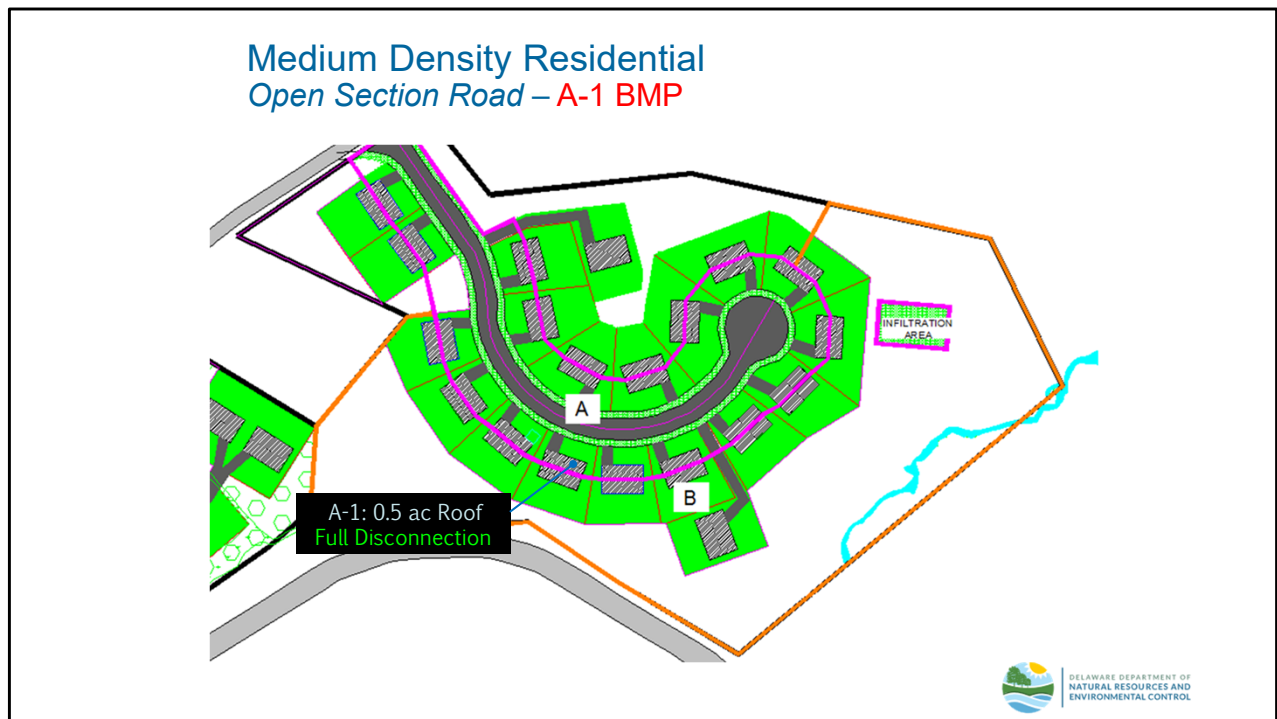 Medium Density Residential
Open Section Road – A-1 BMP
INFILTRATION
AREA
A
B
A-1: 0.5 ac Roof
Full Disconnection
DELAWARE DEPARTMENT OF
NATURAL RESOURCES AND
ENVIRONMENTAL CONTROL